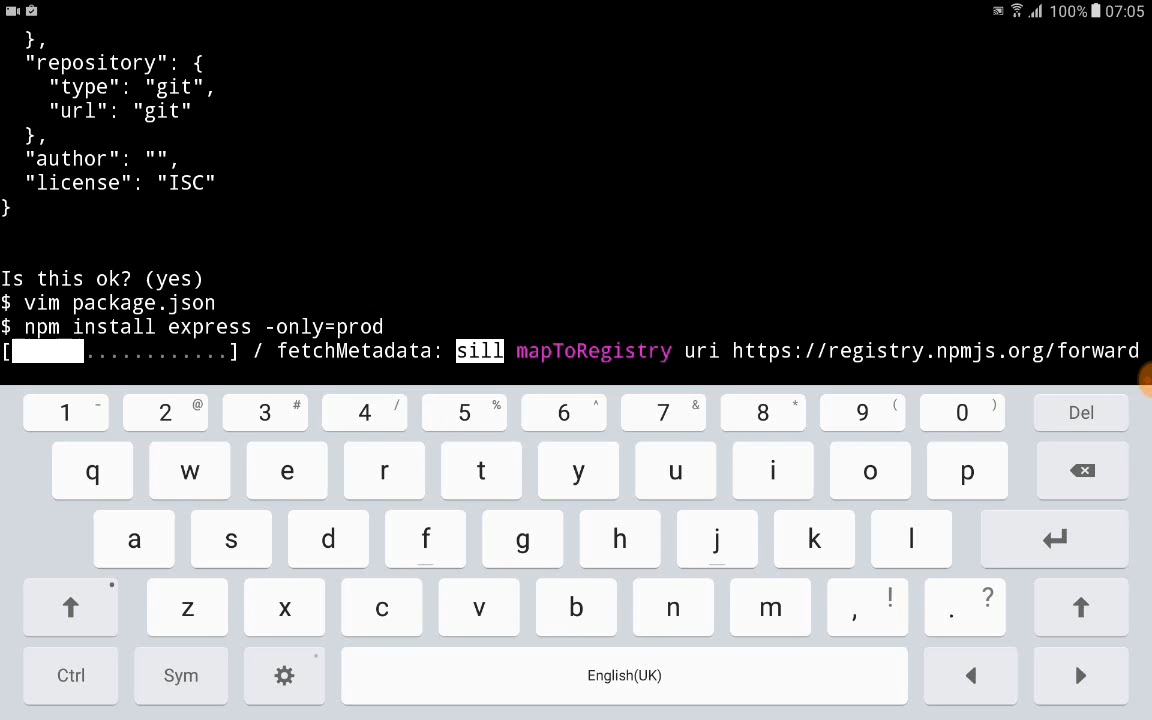 100% 07:05
},
"repository": {
"type": "git",
"url": "git"
},
"author": "",
"license": "ISC"
}
Is this ok? (yes)
$ vim package.json
$ npm install express -only=prod
[ ............] / fetchMetadata: sill mapToRegistry uri https://registry.npmjs.org/forward
1 - 2 @ 3 # 4 / 5 % 6 ^ 7 & 8 * 9 ( 0 ) Del
q w e r t y u i o p
a s d f g h j k l
z x c v b n m , ! . ?
Ctrl Sym English(UK)